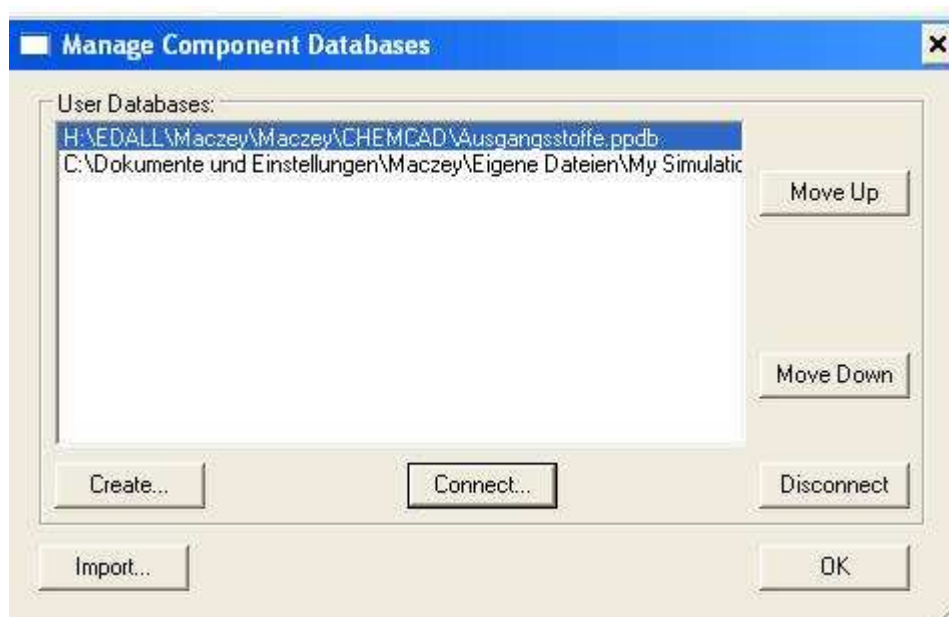 Manage Component Databases
User Databases:
H:\EDALL\Maczey\Maczey\CHEMCAD\Ausgangsstoffe.ppdb
C:\Dokumente und Einstellungen\Maczey\Eigene Dateien\My Simulatic
Move Up
Move Down
Create... Connect... Disconnect
Import... OK